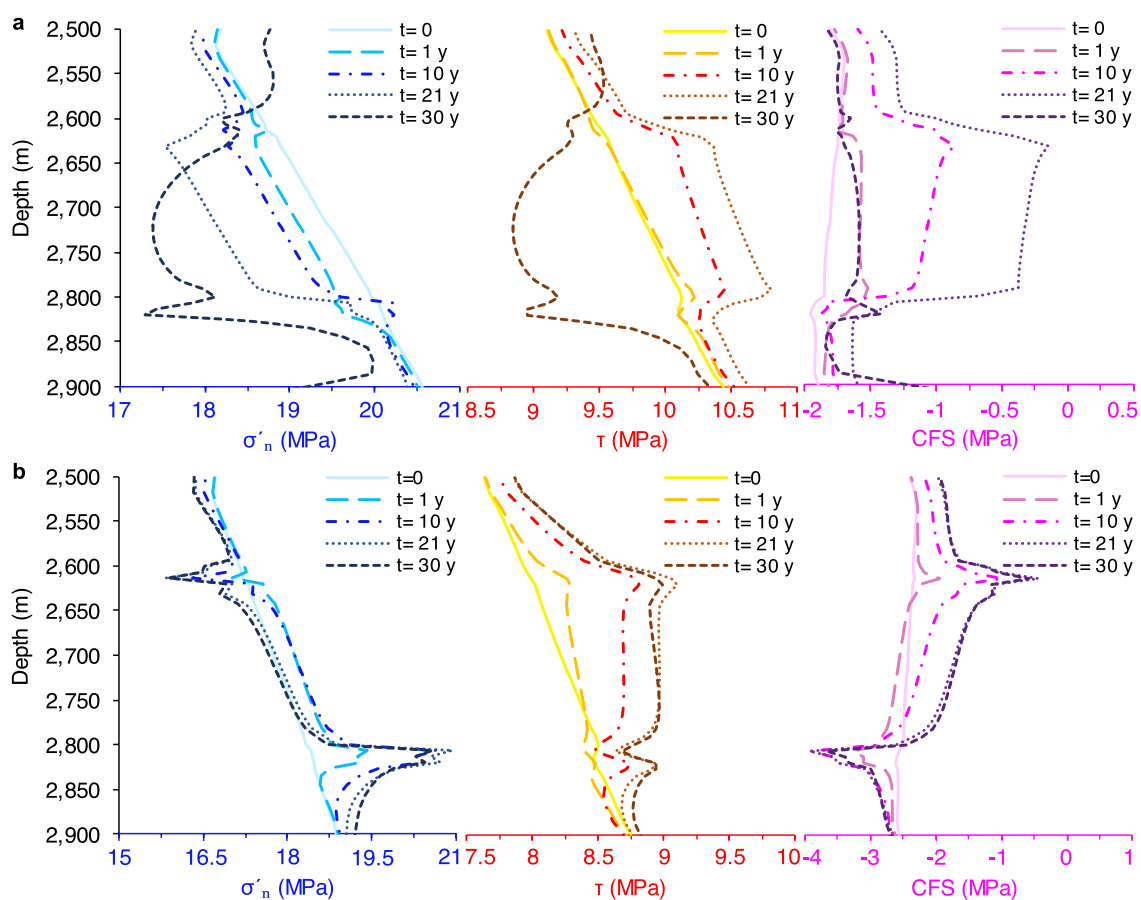 a
2,500
2,550
2,600
2,650
2,700
2,750
2,800
2,850
2,900
Depth (m)
t= 0
t= 1 y
t= 10 y
t= 21 y
t= 30 y
17
18
19
20
21
σ´n (MPa)
t= 0
t= 1 y
t= 10 y
t= 21 y
t= 30 y
8.5
9
9.5
10
10.5
11
τ (MPa)
t= 0
t= 1 y
t= 10 y
t= 21 y
t= 30 y
-2
-1.5
-1
-0.5
0
0.5
CFS (MPa)
b
2,500
2,550
2,600
2,650
2,700
2,750
2,800
2,850
2,900
Depth (m)
t=0
t= 1 y
t= 10 y
t= 21 y
t= 30 y
15
16.5
18
19.5
21
σ´n (MPa)
t=0
t= 1 y
t= 10 y
t= 21 y
t= 30 y
7.5
8
8.5
9
9.5
10
τ (MPa)
t=0
t= 1 y
t= 10 y
t= 21 y
t= 30 y
-4
-3
-2
-1
0
1
CFS (MPa)